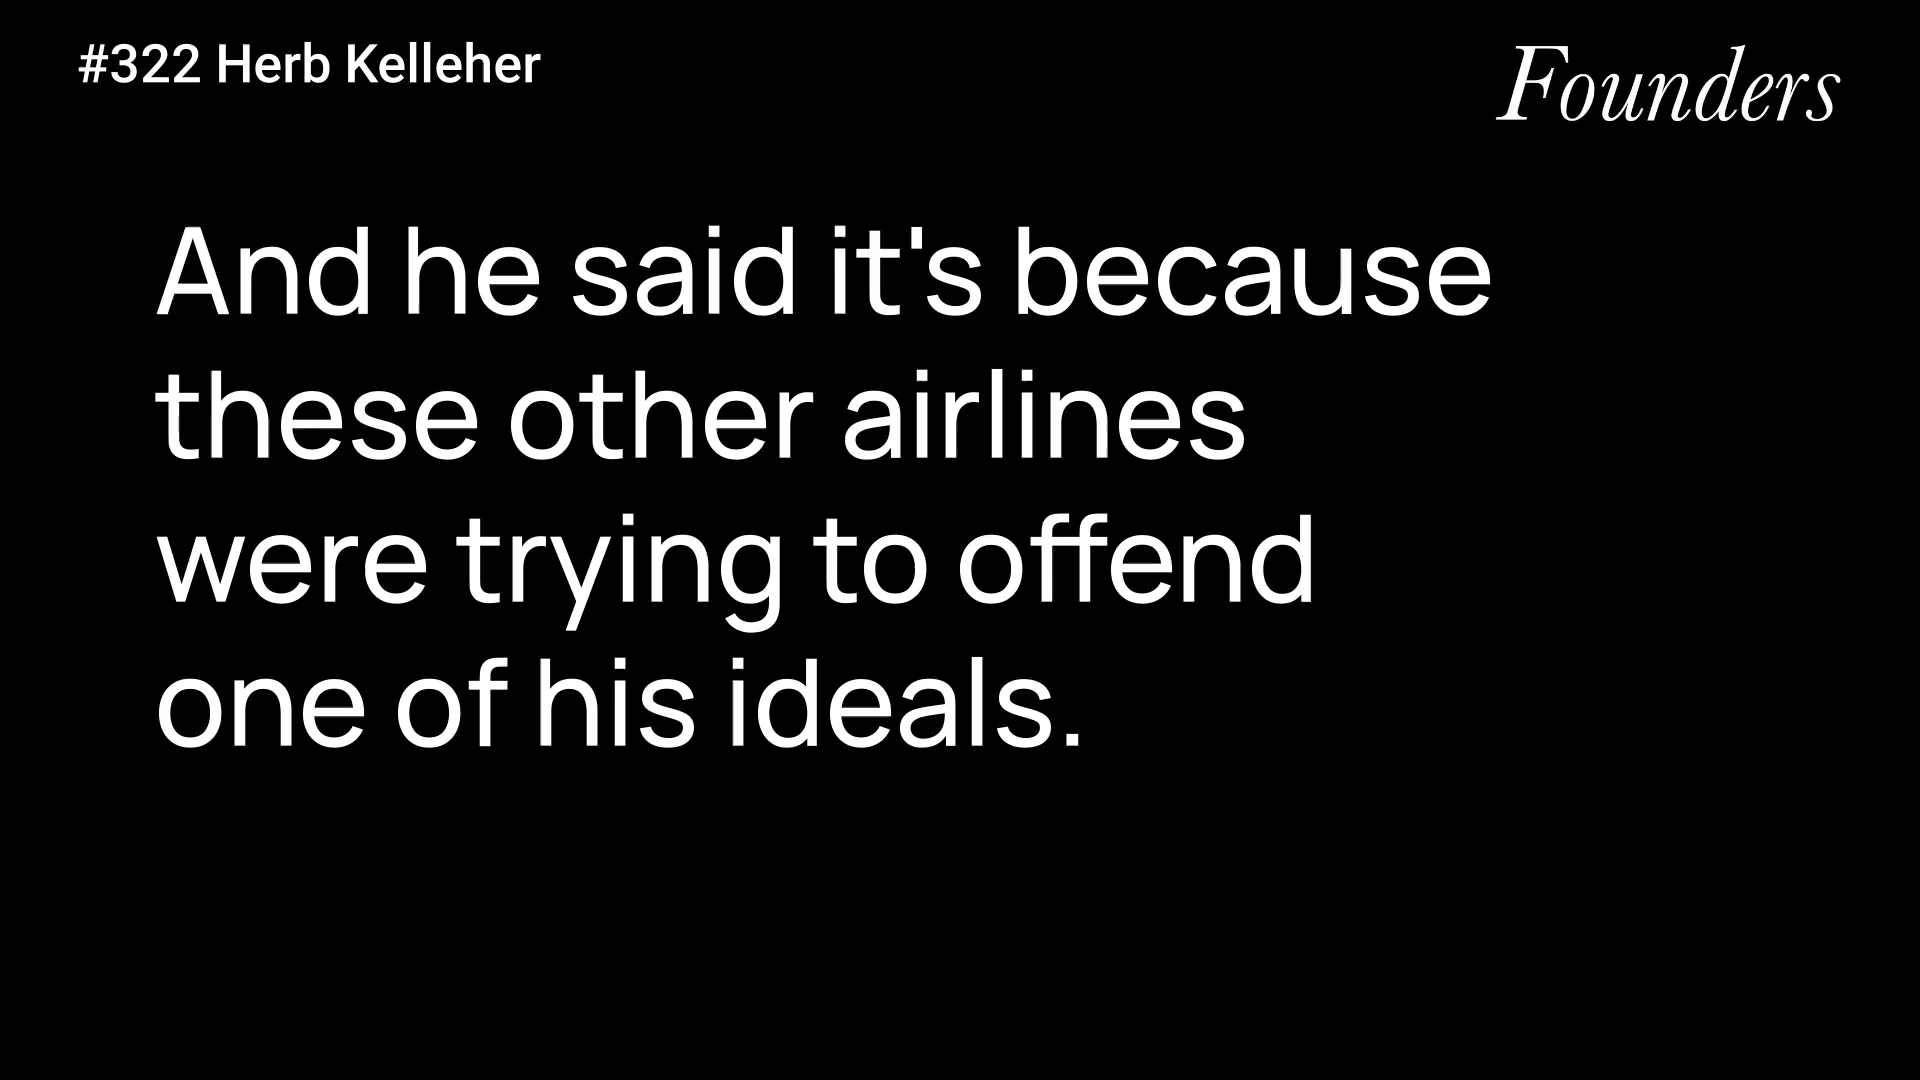 #322 Herb Kelleher
Founders
And he said it's because
these other airlines
were trying to offend
one of his ideals.